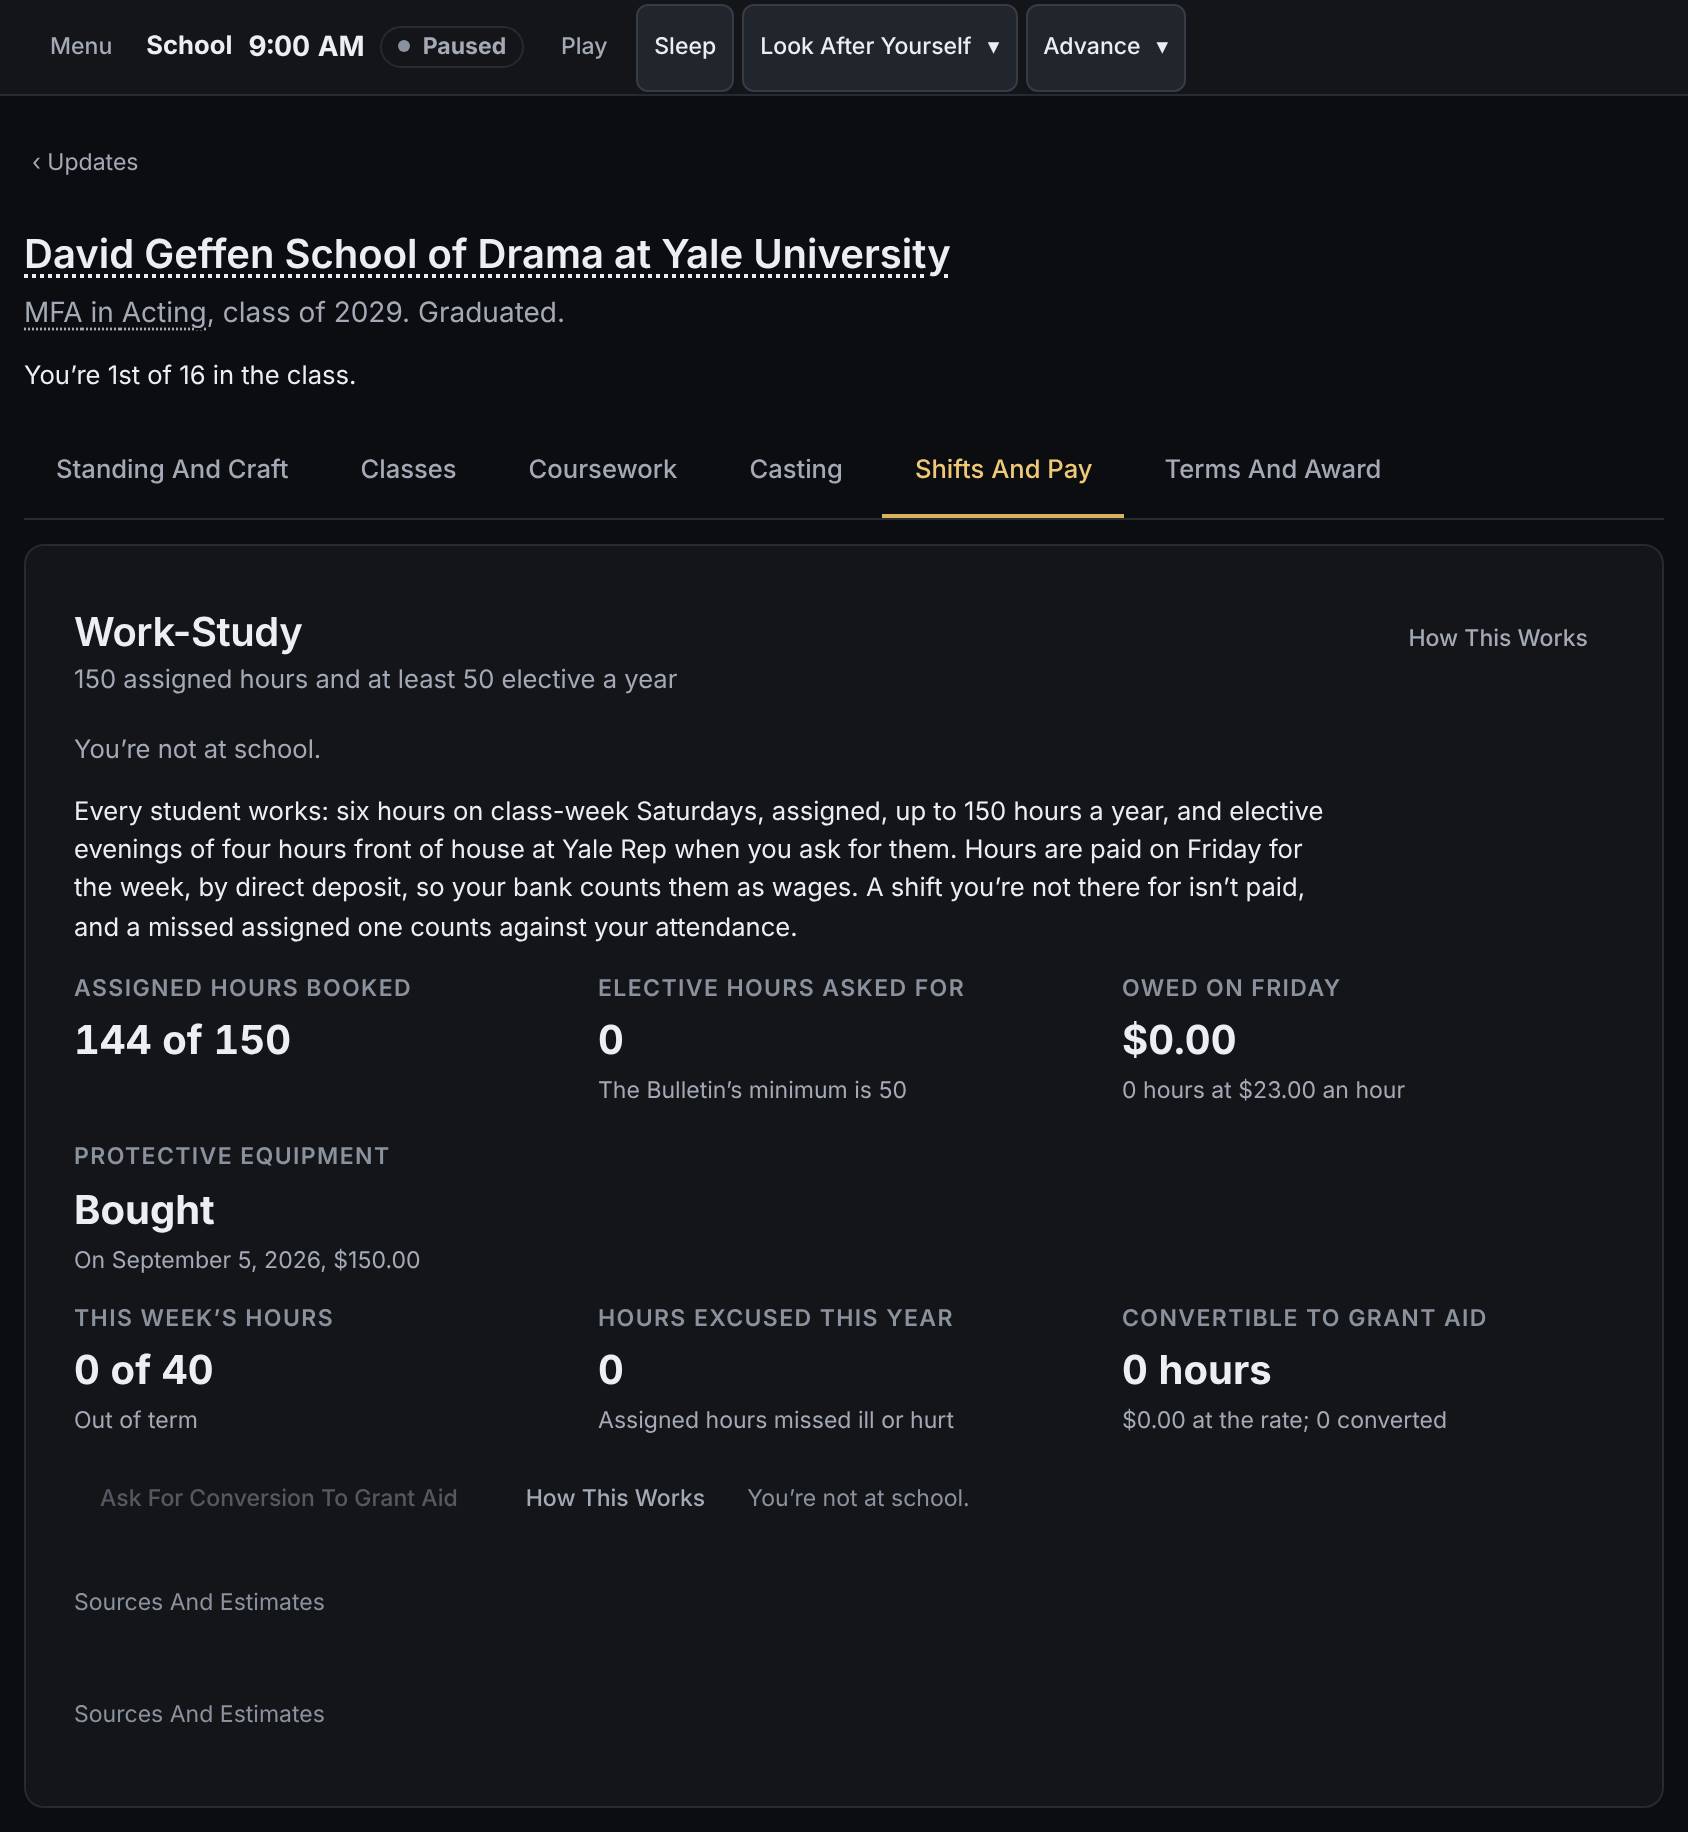 Menu School 9:00 AM Paused Play Sleep Look After Yourself ▾ Advance ▾
‹ Updates
David Geffen School of Drama at Yale University
MFA in Acting, class of 2029. Graduated.
You’re 1st of 16 in the class.
Standing And Craft Classes Coursework Casting Shifts And Pay Terms And Award
Work-Study
How This Works
150 assigned hours and at least 50 elective a year
You’re not at school.
Every student works: six hours on class-week Saturdays, assigned, up to 150 hours a year, and elective
evenings of four hours front of house at Yale Rep when you ask for them. Hours are paid on Friday for
the week, by direct deposit, so your bank counts them as wages. A shift you’re not there for isn’t paid,
and a missed assigned one counts against your attendance.
ASSIGNED HOURS BOOKED
144 of 150
ELECTIVE HOURS ASKED FOR
0
The Bulletin’s minimum is 50
OWED ON FRIDAY
$0.00
0 hours at $23.00 an hour
PROTECTIVE EQUIPMENT
Bought
On September 5, 2026, $150.00
THIS WEEK’S HOURS
0 of 40
Out of term
HOURS EXCUSED THIS YEAR
0
Assigned hours missed ill or hurt
CONVERTIBLE TO GRANT AID
0 hours
$0.00 at the rate; 0 converted
Ask For Conversion To Grant Aid How This Works You’re not at school.
Sources And Estimates
Sources And Estimates